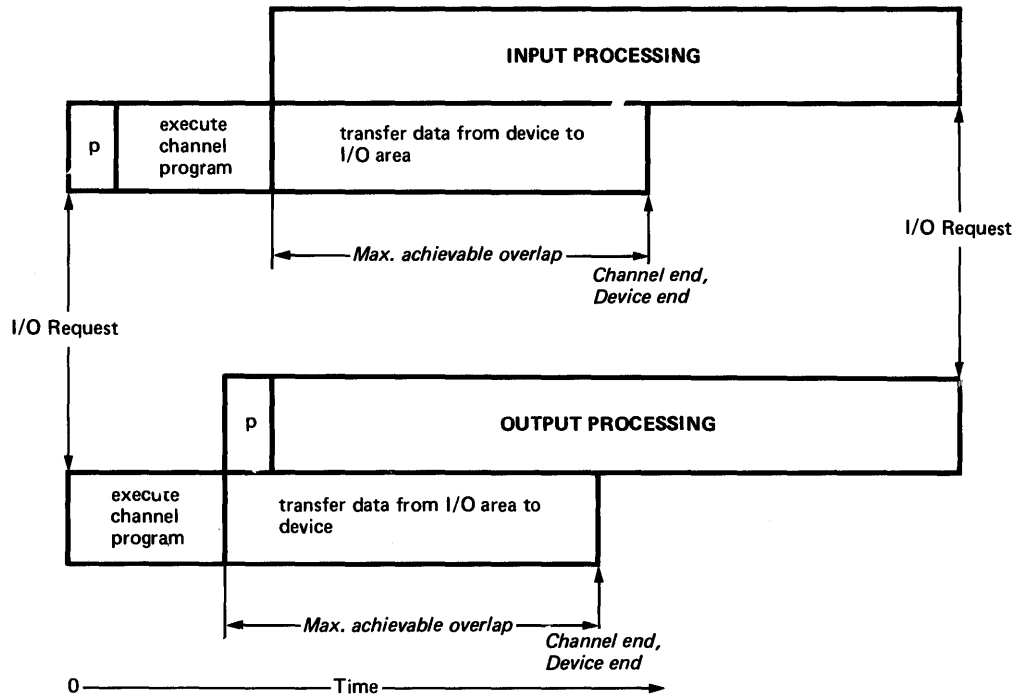 INPUT PROCESSING
p
execute
channel
program
transfer data from device to
I/O area
I/O Request
Max. achievable overlap
Channel end,
Device end
I/O Request
p
OUTPUT PROCESSING
execute
channel
program
transfer data from I/O area to
device
Max. achievable overlap
Channel end,
Device end
0
Time